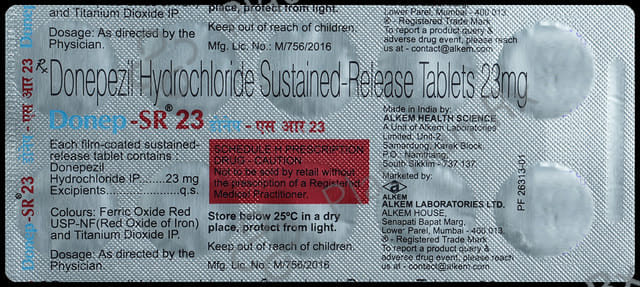 and Titanium Dioxide IP.
Dosage: As directed by the
Physician.
place, protect from light.
Keep out of reach of children.
Mfg. Lic. No.: M/756/2016
Lower Parel, Mumbai - 400 013
® - Registered Trade Mark
To report a product query &
adverse drug event, please reach
us at - contact@alkem.com
Rx Donepezil Hydrochloride Sustained-Release Tablets 23mg
Donep-SR® 23 डोनेप - एस आर 23
Each film-coated sustained-
release tablet contains :
Donepezil
Hydrochloride IP.......23 mg
Excipients..................q.s.
Colours: Ferric Oxide Red
USP-NF(Red Oxide of Iron)
and Titanium Dioxide IP.
Dosage: As directed by the
Physician.
SCHEDULE H PRESCRIPTION
DRUG - CAUTION
Not to be sold by retail without
the prescription of a Registered
Medical Practitioner.
Store below 25°C in a dry
place, protect from light.
Keep out of reach of children.
Mfg. Lic. No.: M/756/2016
Made in India by:
ALKEM HEALTH SCIENCE
A Unit of Alkem Laboratories
Limited, Unit-2,
Samardung, Karek Block
P.O : Namthang,
South Sikkim - 737 137.
Marketed by:
ALKEM
ALKEM LABORATORIES LTD.
ALKEM HOUSE,
Senapati Bapat Marg,
Lower Parel, Mumbai - 400 013
® - Registered Trade Mark
To report a product query &
adverse drug event, please reach
us at - contact@alkem.com
PF 26313-01
Donep-SR® 23 डोनेप - एस आर 23